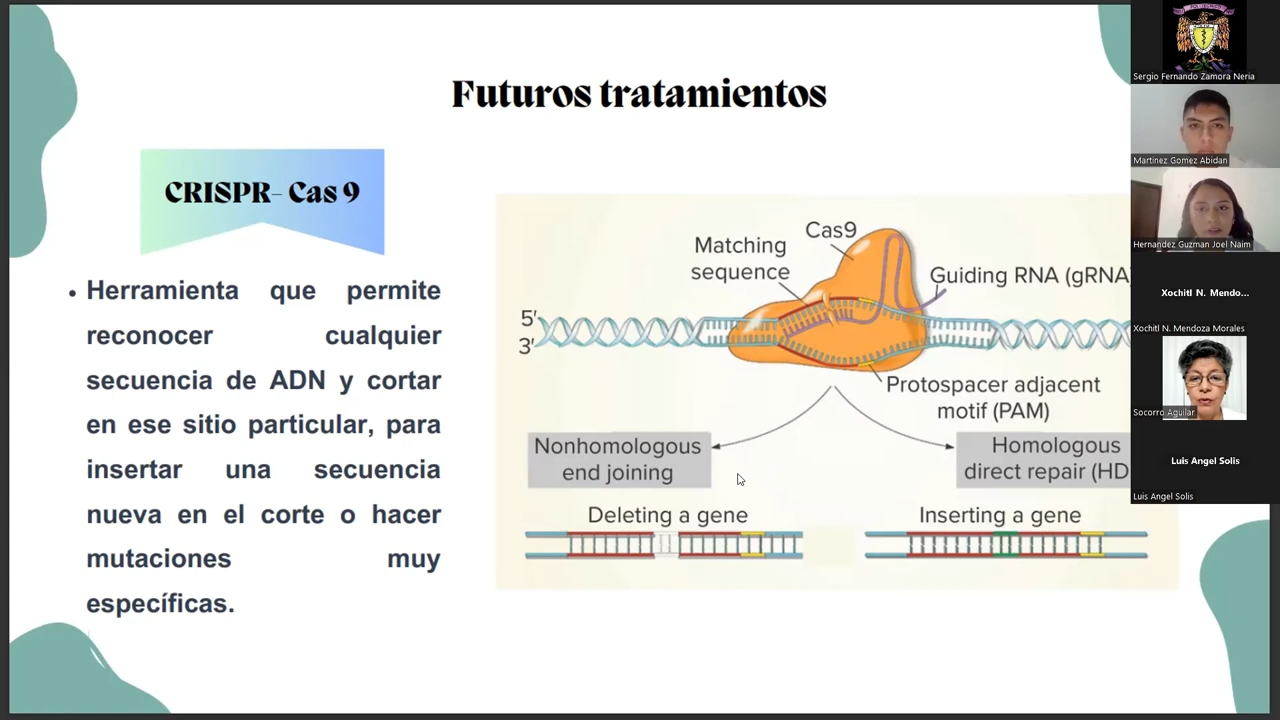 Futuros tratamientos
CRISPR- Cas 9
• Herramienta que permite
reconocer cualquier
secuencia de ADN y cortar
en ese sitio particular, para
insertar una secuencia
nueva en el corte o hacer
mutaciones muy
específicas.
Cas9
Matching
sequence
Guiding RNA (gRNA)
5'
3'
Protospacer adjacent
motif (PAM)
Nonhomologous
end joining
Homologous
direct repair (HD
Deleting a gene
Inserting a gene
POLITECNICO
Sergio Fernando Zamora Neria
Martinez Gomez Abidan
Hernandez Guzman Joel Naim
Xochitl N. Mendo...
Xochitl N. Mendoza Morales
Socorro Aguilar
Luis Angel Solis
Luis Angel Solis